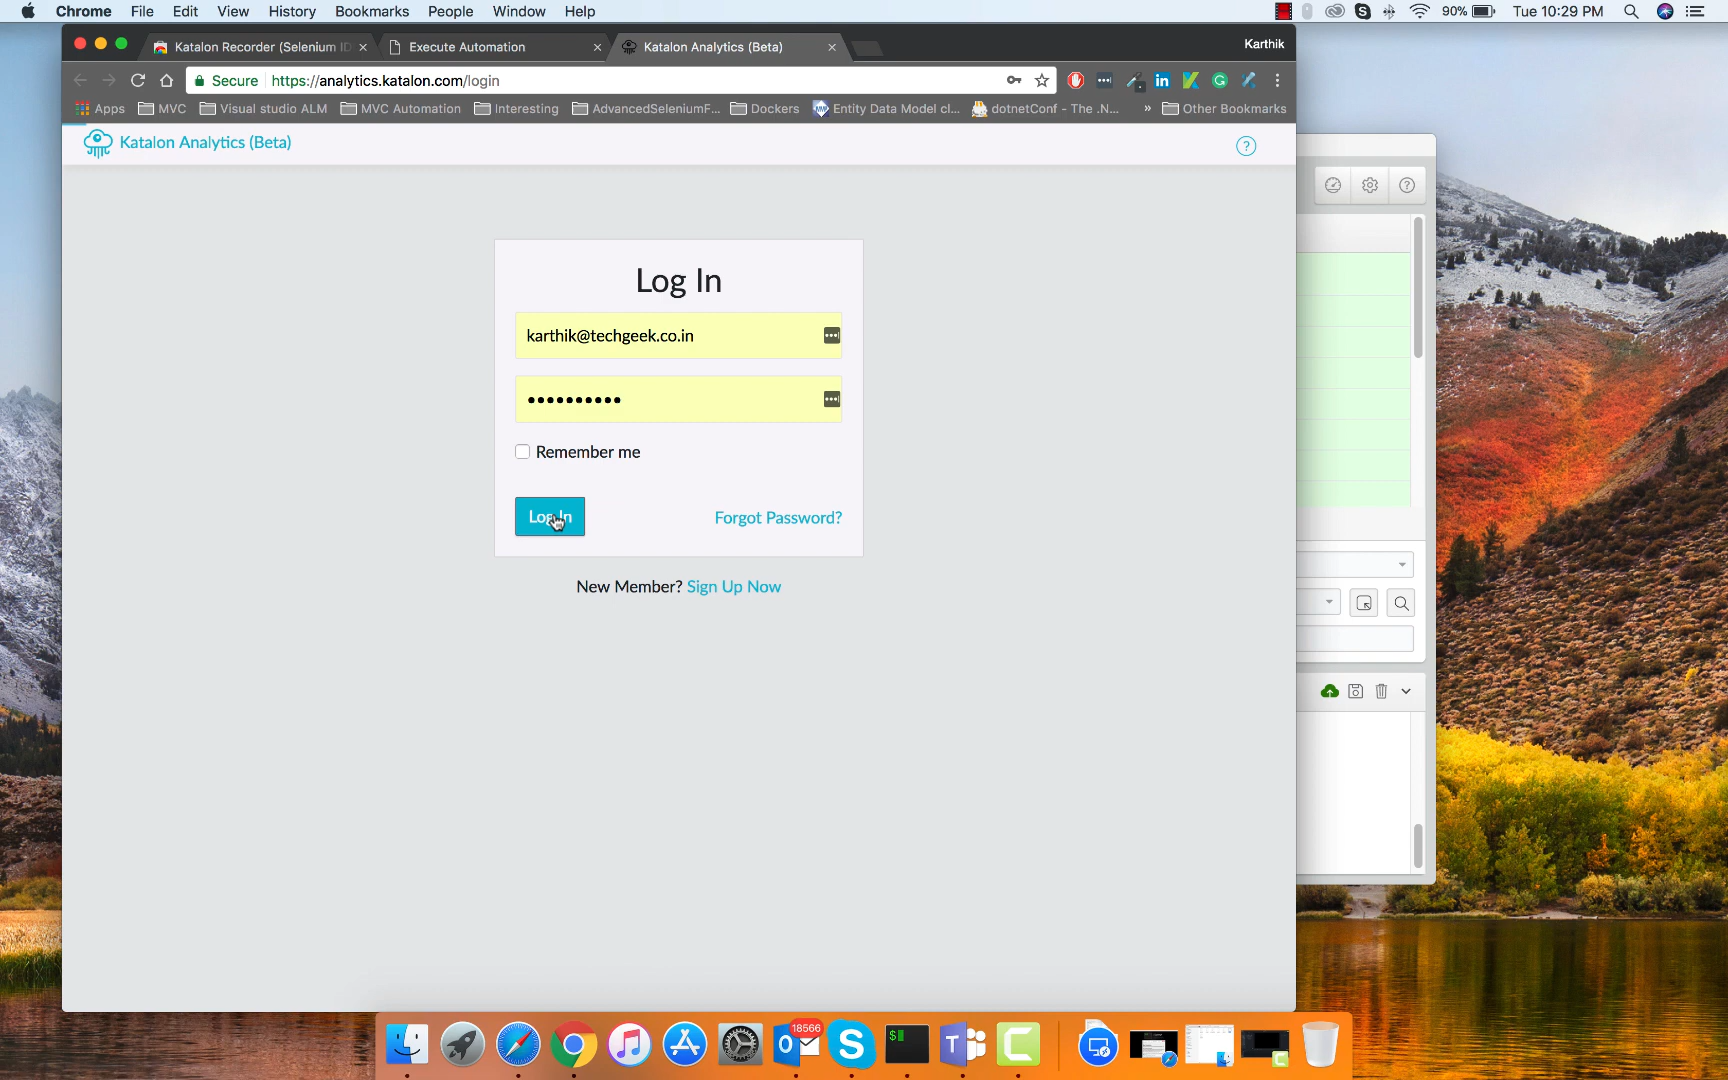 Chrome File Edit View History Bookmarks People Window Help 90% Tue 10:29 PM
Katalon Recorder (Selenium ID Execute Automation Katalon Analytics (Beta) Karthik
Secure https://analytics.katalon.com/login
Apps MVC Visual studio ALM MVC Automation Interesting AdvancedSeleniumF... Dockers Entity Data Model cl... dotnetConf - The .N... » Other Bookmarks
Katalon Analytics (Beta)
Log In
karthik@techgeek.co.in
Remember me
Log In Forgot Password?
New Member? Sign Up Now
18566